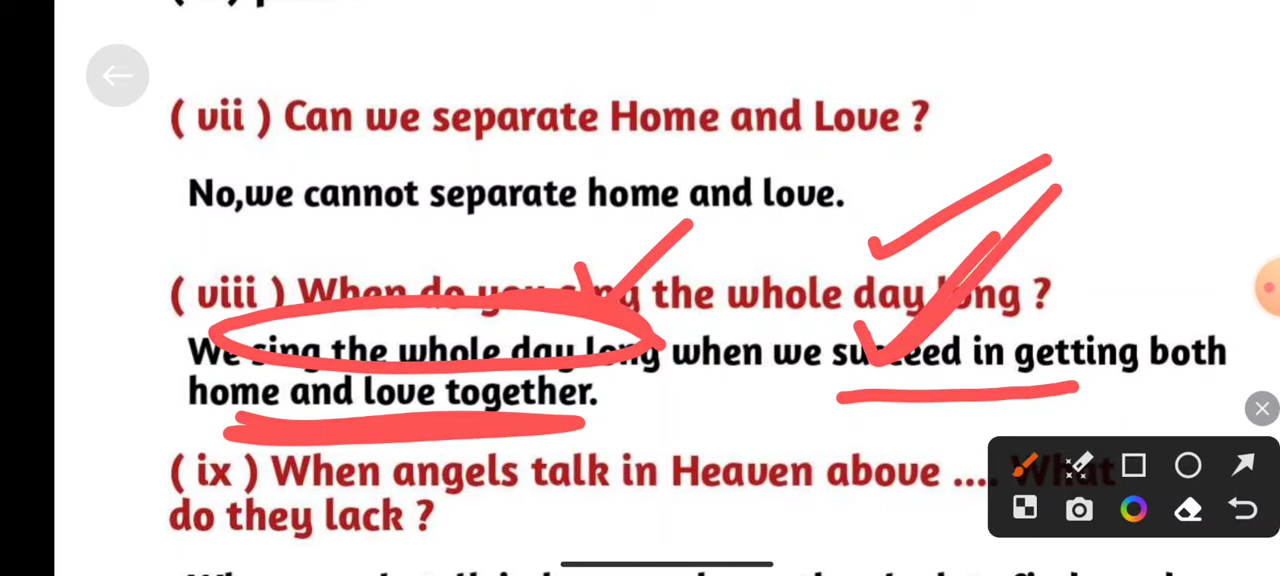 ( vii ) Can we separate Home and Love ?
No,we cannot separate home and love.
( viii ) When do you sing the whole day long ?
We sing the whole day long when we succeed in getting both
home and love together.
( ix ) When angels talk in Heaven above .... What
do they lack ?